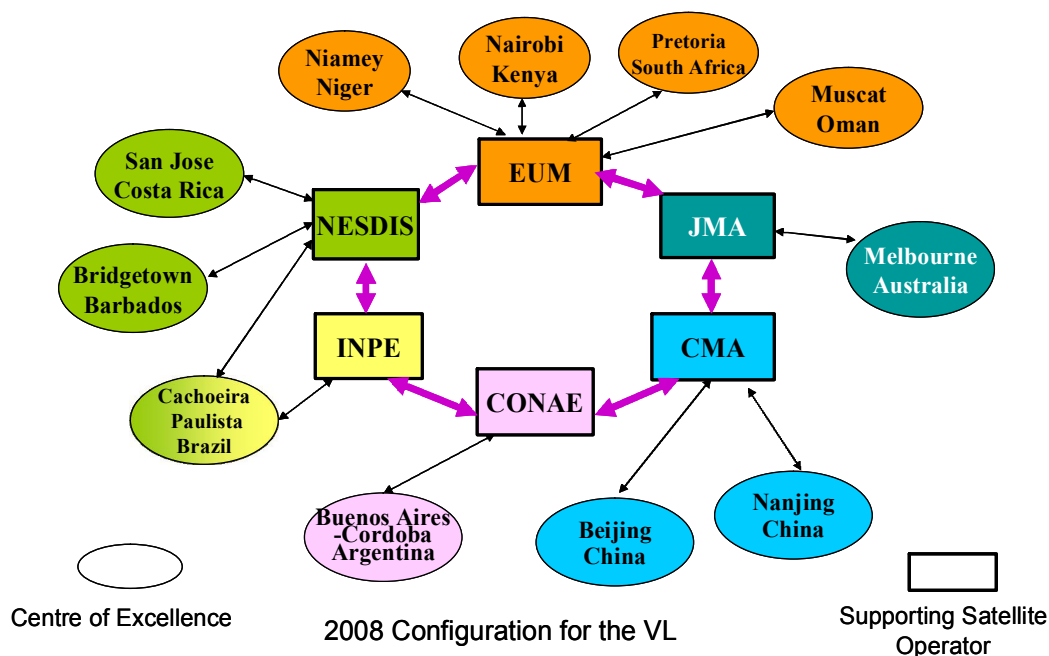 Niamey
Niger
Nairobi
Kenya
Pretoria
South Africa
Muscat
Oman
San Jose
Costa Rica
EUM
NESDIS
JMA
Bridgetown
Barbados
Melbourne
Australia
INPE
CMA
Cachoeira
Paulista
Brazil
CONAE
Buenos Aires
-Cordoba
Argentina
Beijing
China
Nanjing
China
Centre of Excellence
2008 Configuration for the VL
Supporting Satellite
Operator